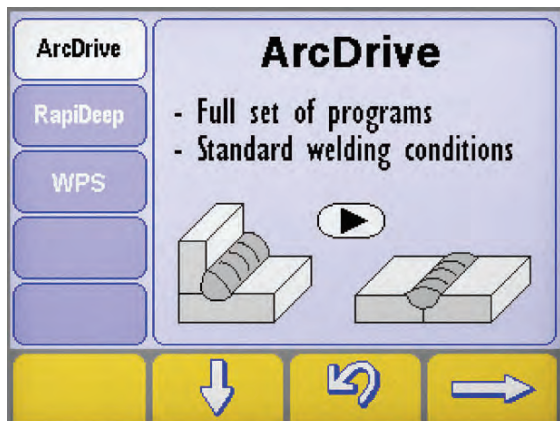 ArcDrive
RapiDeep
WPS
ArcDrive
- Full set of programs
- Standard welding conditions